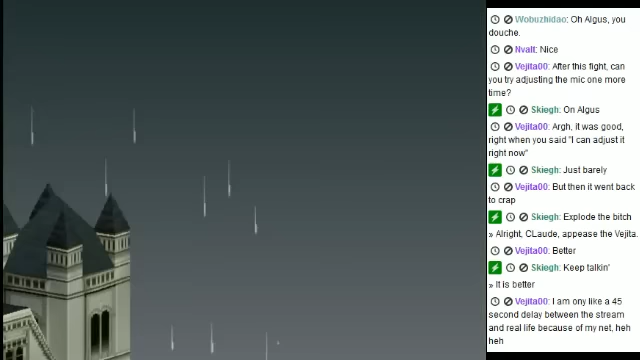 Wobuzhidao: Oh Algus, you
douche.
Nvalt: Nice
Vejita00: After this fight, can
you try adjusting the mic one more
time?
Skiegh: On Algus
Vejita00: Argh, it was good,
right when you said "I can adjust it
right now"
Skiegh: Just barely
Vejita00: But then it went back
to crap
Skiegh: Explode the bitch
» Alright, CLaude, appease the Vejita.
Vejita00: Better
Skiegh: Keep talkin'
» It is better
Vejita00: I am ony like a 45
second delay between the stream
and real life because of my net, heh
heh